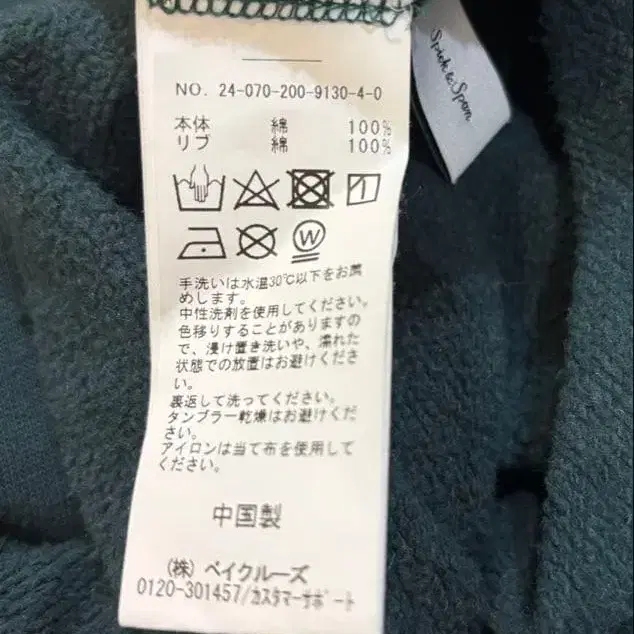 Spick & Span
NO. 24-070-200-9130-4-0
本体 綿 100%
リブ 綿 100%
W
手洗いは水温30℃以下をお薦
めします。
中性洗剤を使用してください。
色移りすることがありますの
で、浸け置き洗いや、濡れた
状態での放置はお避けくださ
い。
裏返して洗ってください。
タンブラー乾燥はお避けくだ
さい。
アイロンは当て布を使用して
ください。
中国製
(株) ベイクルーズ
0120-301457/カスタマーサポート